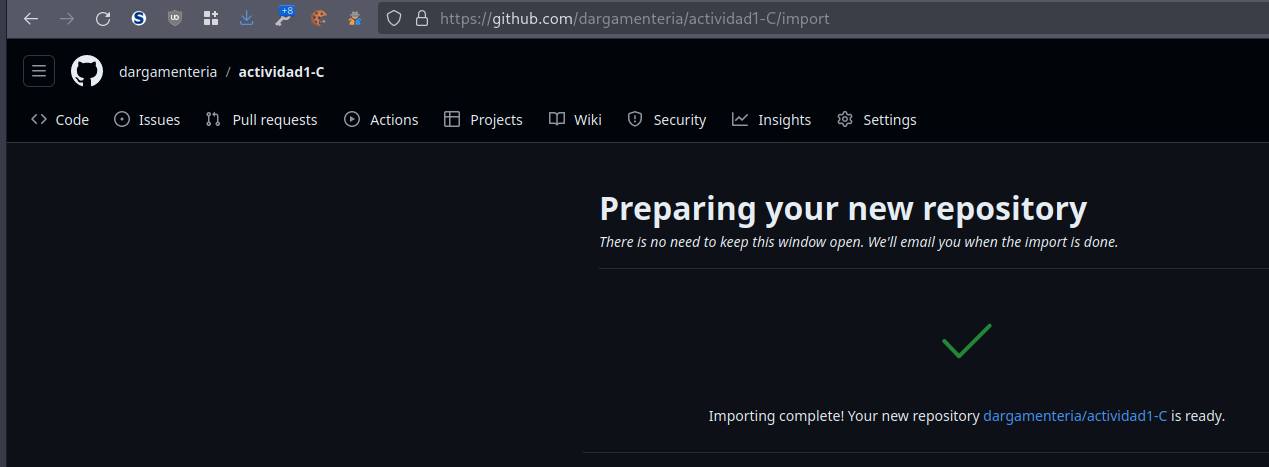 +8
https://github.com/dargamenteria/actividad1-C/import
dargamenteria / actividad1-C
Code Issues Pull requests Actions Projects Wiki Security Insights Settings
Preparing your new repository
There is no need to keep this window open. We'll email you when the import is done.
Importing complete! Your new repository dargamenteria/actividad1-C is ready.